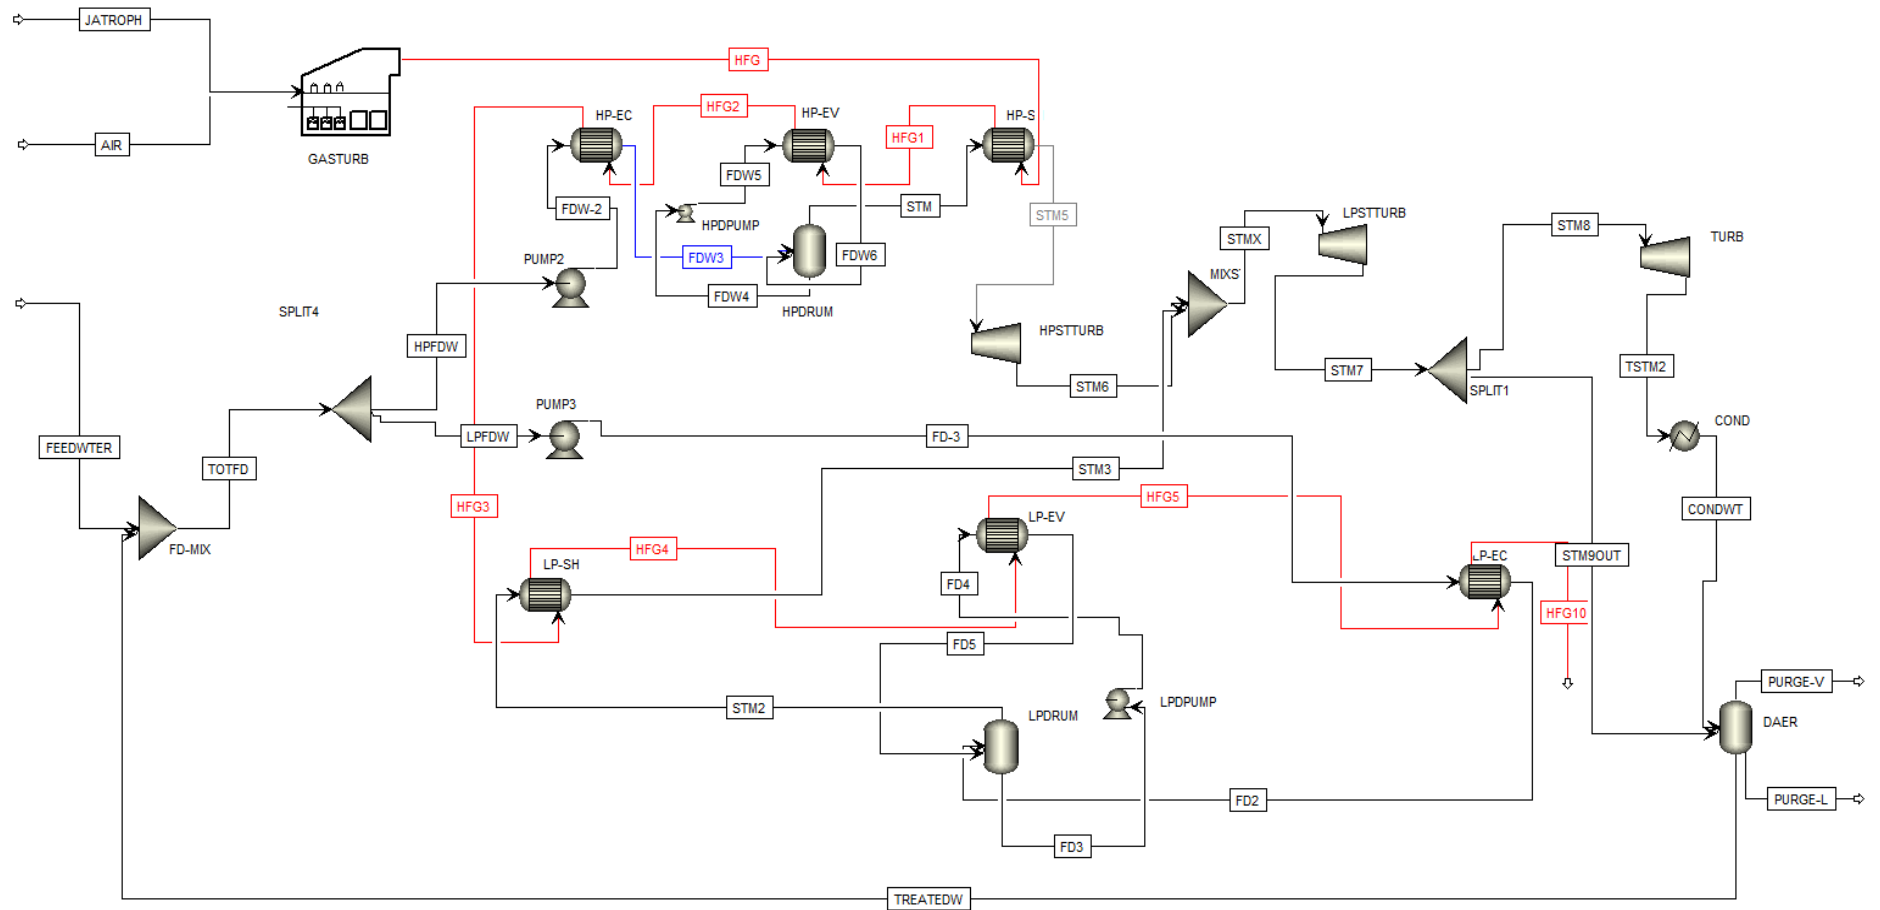 JATROPH
HFG
AIR
GASTURB
HP-EC
HFG2
HP-EV
HFG1
HP-S
FDW5
FDW-2
HPDPUMP
STM
STM5
STMX
LPSTTURB
STM8
TURB
PUMP2
FDW3
FDW6
FDW4
HPDRUM
MIXS
SPLIT4
HPFDW
HPSTTURB
STM6
STM7
SPLIT1
TSTM2
PUMP3
LPFDW
FD-3
COND
FEEDWTER
TOTFD
STM3
HFG3
HFG5
CONDWT
FD-MIX
HFG4
LP-EV
LP-SH
FD4
LP-EC
STM9OUT
HFG10
FD5
STM2
LPDRUM
LPDPUMP
PURGE-V
DAER
FD2
PURGE-L
FD3
TREATEDW